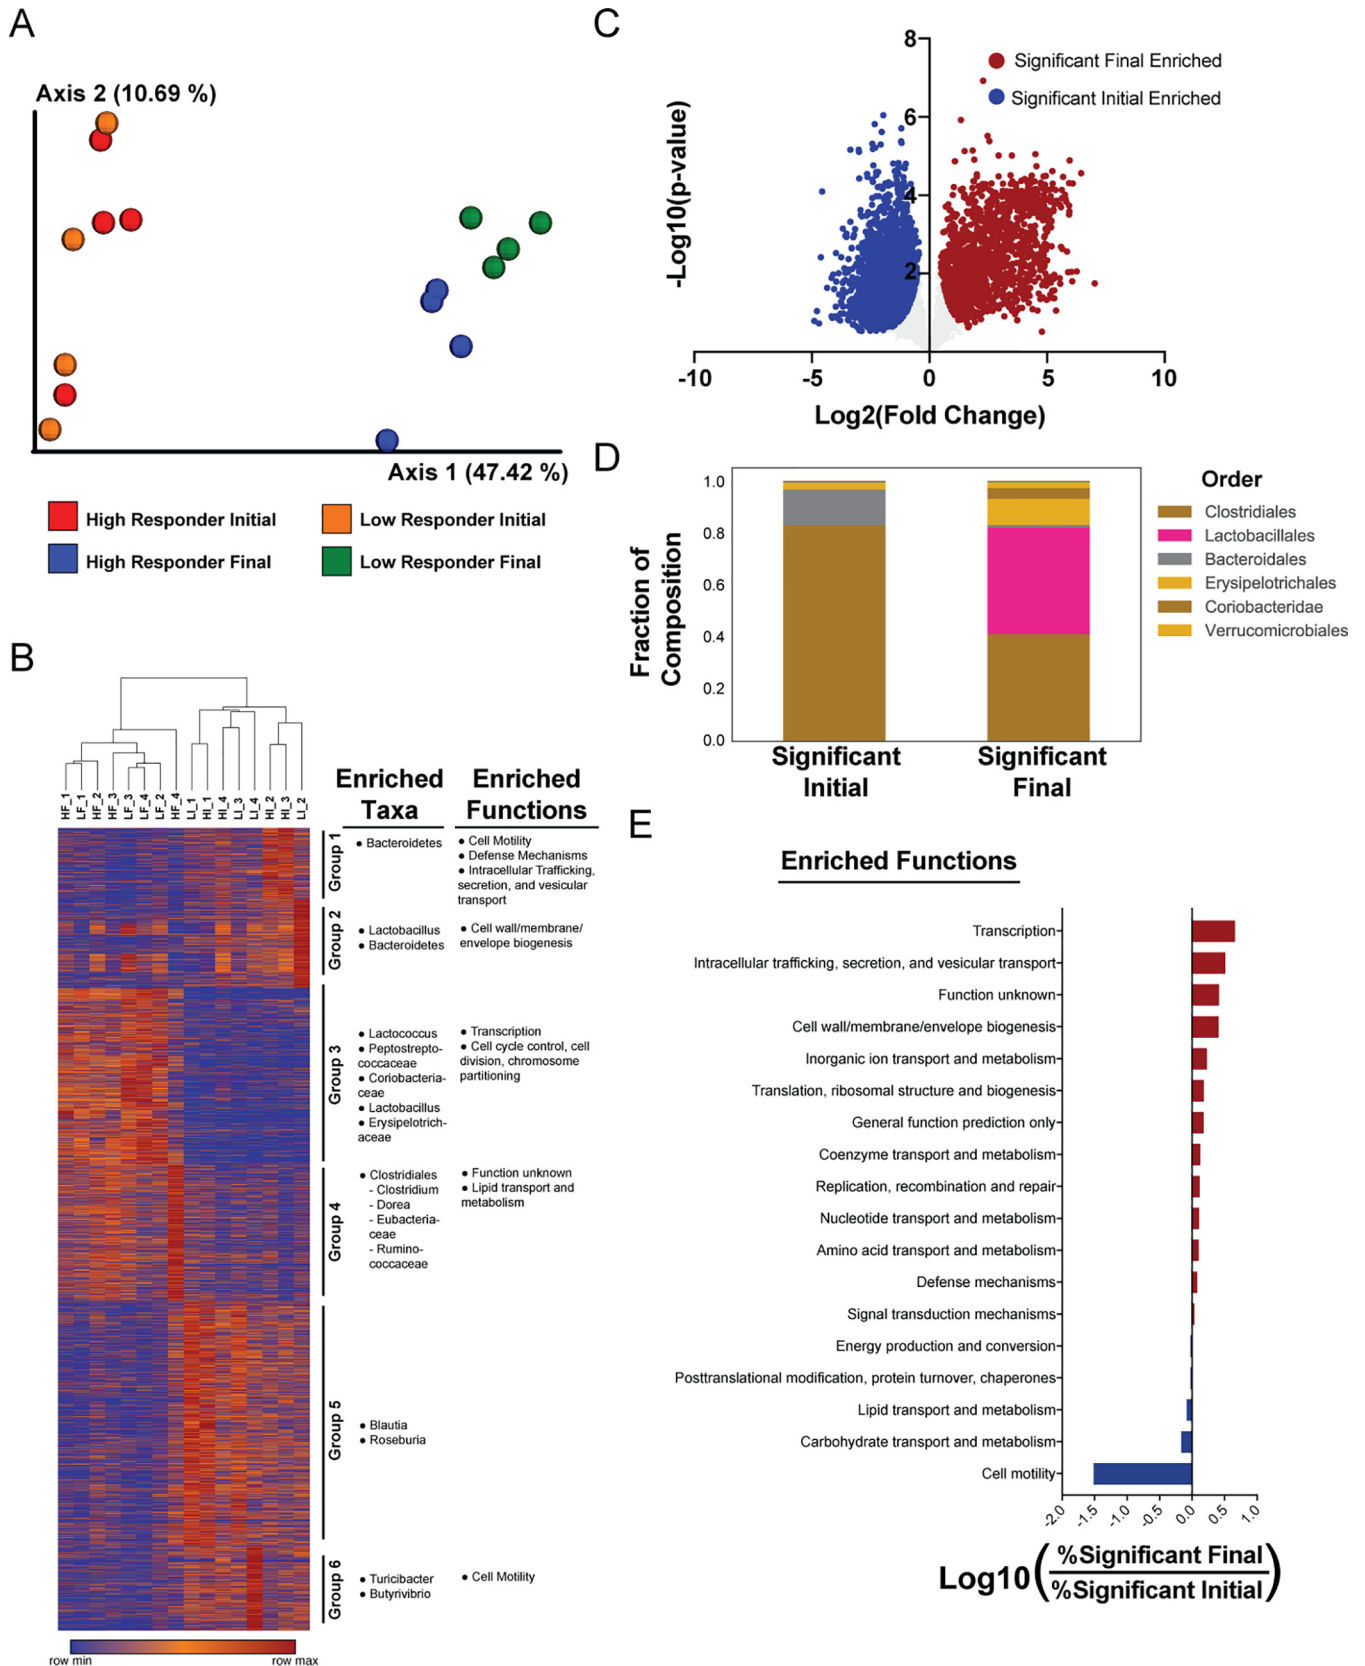 A
Axis 2 (10.69 %)
Axis 1 (47.42 %)
High Responder Initial
Low Responder Initial
High Responder Final
Low Responder Final
B
HF_1
LF_1
HF_2
HF_3
LF_3
LF_4
LF_2
HF_4
LI_1
HI_1
HI_4
LI_3
LI_4
HI_2
HI_3
LI_2
Enriched
Taxa
Enriched
Functions
Group 1
• Bacteroidetes
• Cell Motility
• Defense Mechanisms
• Intracellular Trafficking,
secretion, and vesicular
transport
Group 2
• Lactobacillus
• Bacteroidetes
• Cell wall/membrane/
envelope biogenesis
Group 3
• Lactococcus
• Peptostrepto-
coccaceae
• Coriobacteria-
ceae
• Lactobacillus
• Erysipelotrich-
aceae
• Transcription
• Cell cycle control, cell
division, chromosome
partitioning
Group 4
• Clostridiales
- Clostridium
- Dorea
- Eubacteria-
ceae
- Rumino-
coccaceae
• Function unknown
• Lipid transport and
metabolism
Group 5
• Blautia
• Roseburia
Group 6
• Turicibacter
• Butyrivibrio
• Cell Motility
row min
row max
C
-Log10(p-value)
8
6
4
2
Significant Final Enriched
Significant Initial Enriched
-10
-5
0
5
10
Log2(Fold Change)
D
Fraction of
Composition
1.0
0.8
0.6
0.4
0.2
0.0
Significant
Initial
Significant
Final
Order
Clostridiales
Lactobacillales
Bacteroidales
Erysipelotrichales
Coriobacteridae
Verrucomicrobiales
E
Enriched Functions
Transcription
Intracellular trafficking, secretion, and vesicular transport
Function unknown
Cell wall/membrane/envelope biogenesis
Inorganic ion transport and metabolism
Translation, ribosomal structure and biogenesis
General function prediction only
Coenzyme transport and metabolism
Replication, recombination and repair
Nucleotide transport and metabolism
Amino acid transport and metabolism
Defense mechanisms
Signal transduction mechanisms
Energy production and conversion
Posttranslational modification, protein turnover, chaperones
Lipid transport and metabolism
Carbohydrate transport and metabolism
Cell motility
-2.0
-1.5
-1.0
-0.5
0.0
0.5
1.0
Log10(%Significant Final
%Significant Initial)